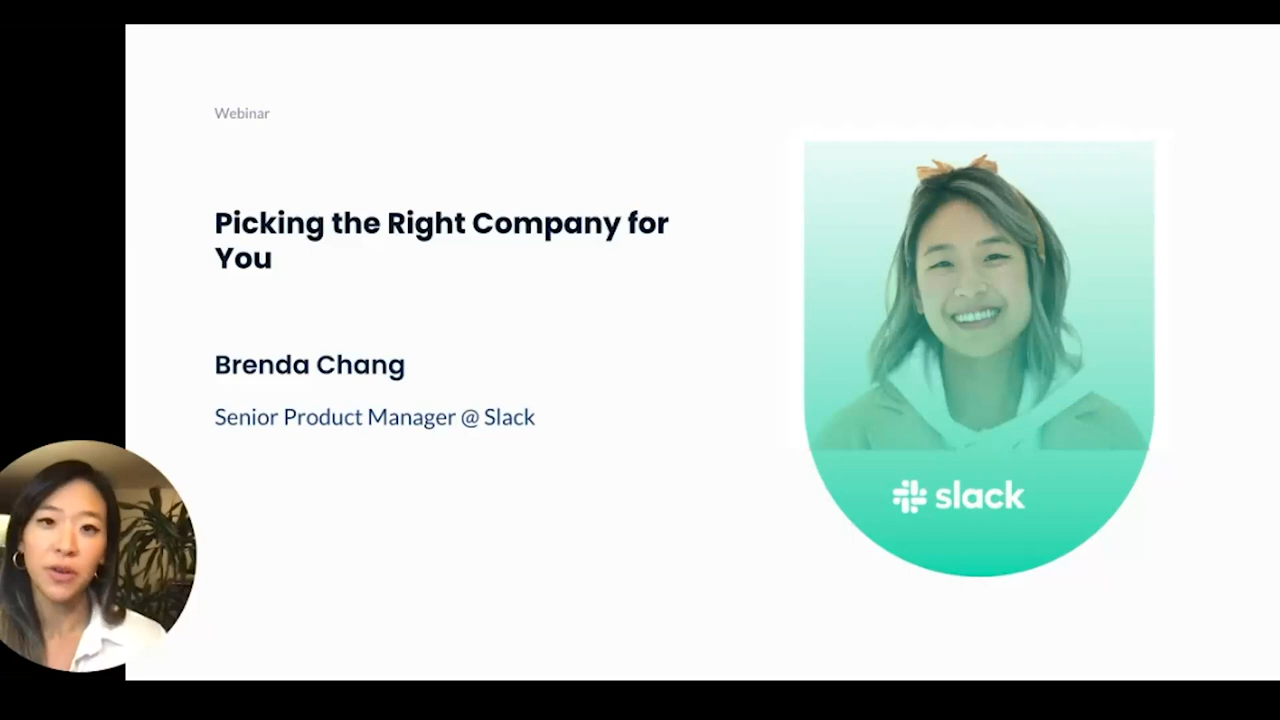 Webinar
Picking the Right Company for
You
Brenda Chang
Senior Product Manager @ Slack
slack